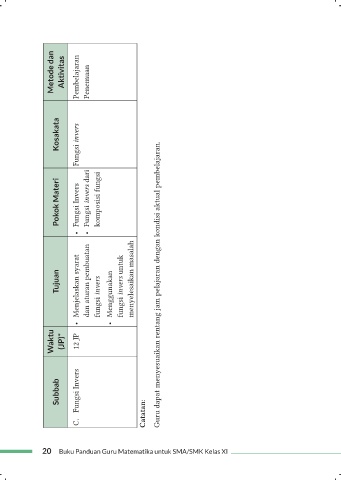 Subbab
Waktu
(JP)*
Tujuan
Pokok Materi
Kosakata
Metode dan
Aktivitas
C. Fungsi Invers
12 JP
• Menjelaskan syarat
dan aturan pembuatan
fungsi invers
• Menggunakan
fungsi invers untuk
menyelesaikan masalah
• Fungsi Invers
• Fungsi invers dari
komposisi fungsi
Fungsi invers
Pembelajaran
Penemuan
Catatan:
Guru dapat menyesuaikan rentang jam pelajaran dengan kondisi aktual pembelajaran.
20 Buku Panduan Guru Matematika untuk SMA/SMK Kelas XI